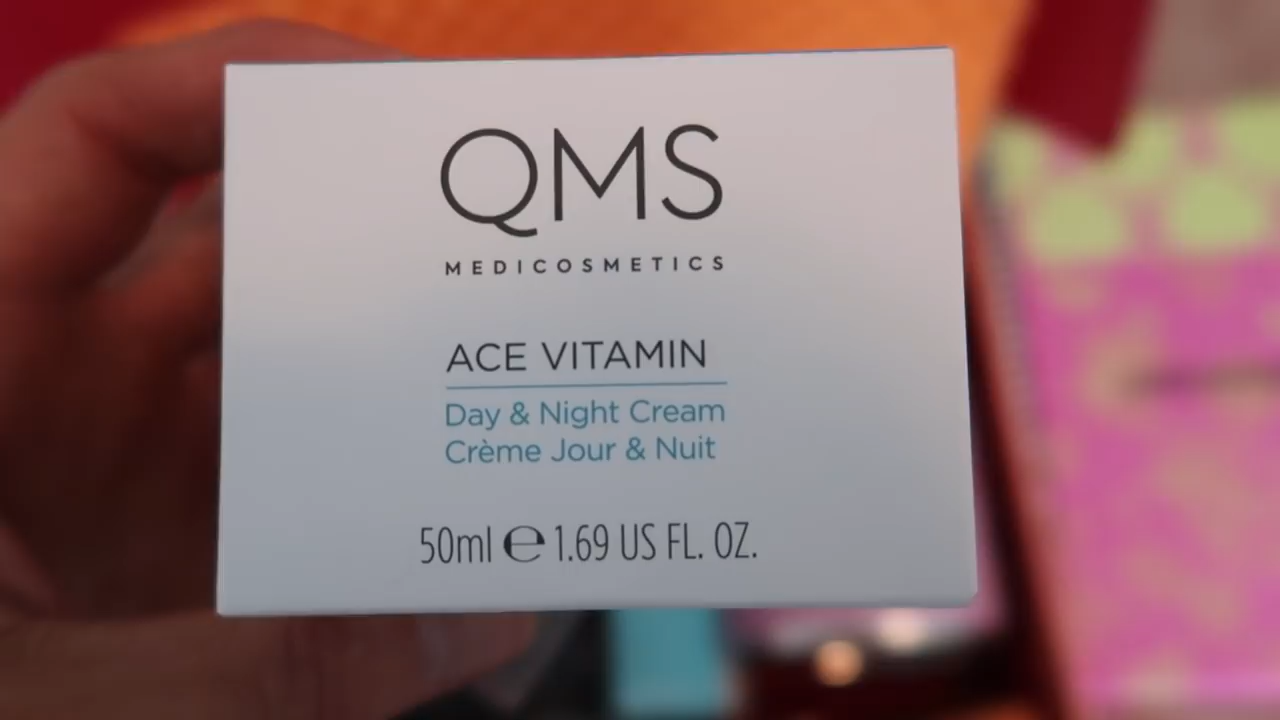 QMS
MEDICOSMETICS
ACE VITAMIN
Day & Night Cream
Crème Jour & Nuit
50ml ℮ 1.69 US FL. OZ.